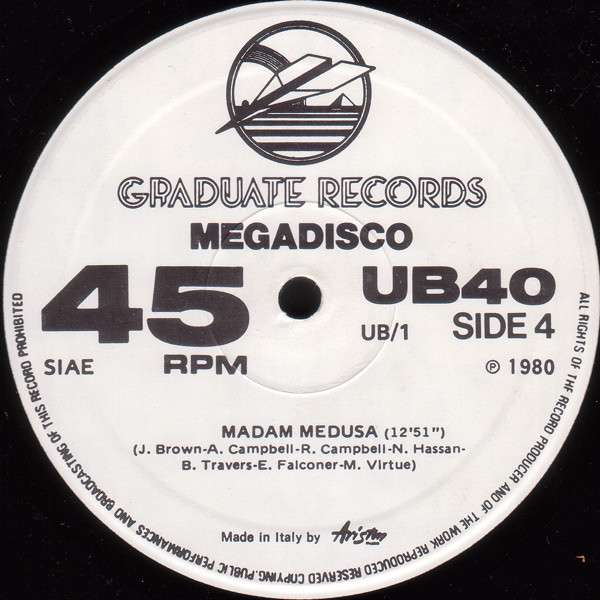 GRADUATE RECORDS
MEGADISCO
45
RPM
SIAE
UB40
UB/1 SIDE 4
℗ 1980
MADAM MEDUSA (12'51")
(J. Brown-A. Campbell-R. Campbell-N. Hassan-
B. Travers-E. Falconer-M. Virtue)
Made in Italy by Ariston
ALL RIGHTS OF THE RECORD PRODUCER AND OF THE WORK REPRODUCED RESERVED COPYING. PUBLIC PERFORMANCES AND BROADCASTING OF THIS RECORD PROHIBITED